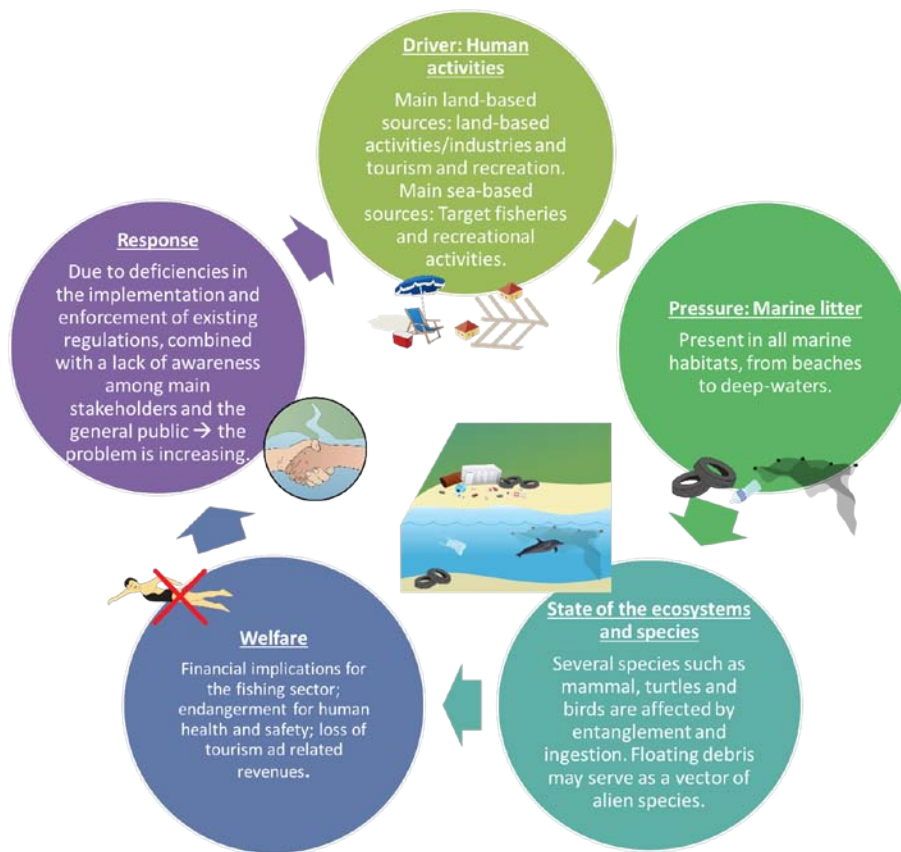 Driver: Human
activities
Main land-based
sources: land-based
activities/industries and
tourism and recreation.
Main sea-based
sources: Target fisheries
and recreational
activities.
Pressure: Marine litter
Present in all marine
habitats, from beaches
to deep-waters.
State of the ecosystems
and species
Several species such as
mammal, turtles and
birds are affected by
entanglement and
ingestion. Floating debris
may serve as a vector of
alien species.
Welfare
Financial implications for
the fishing sector;
endangerment for human
health and safety; loss of
tourism ad related
revenues.
Response
Due to deficiencies in
the implementation and
enforcement of existing
regulations, combined
with a lack of awareness
among main
stakeholders and the
general public → the
problem is increasing.